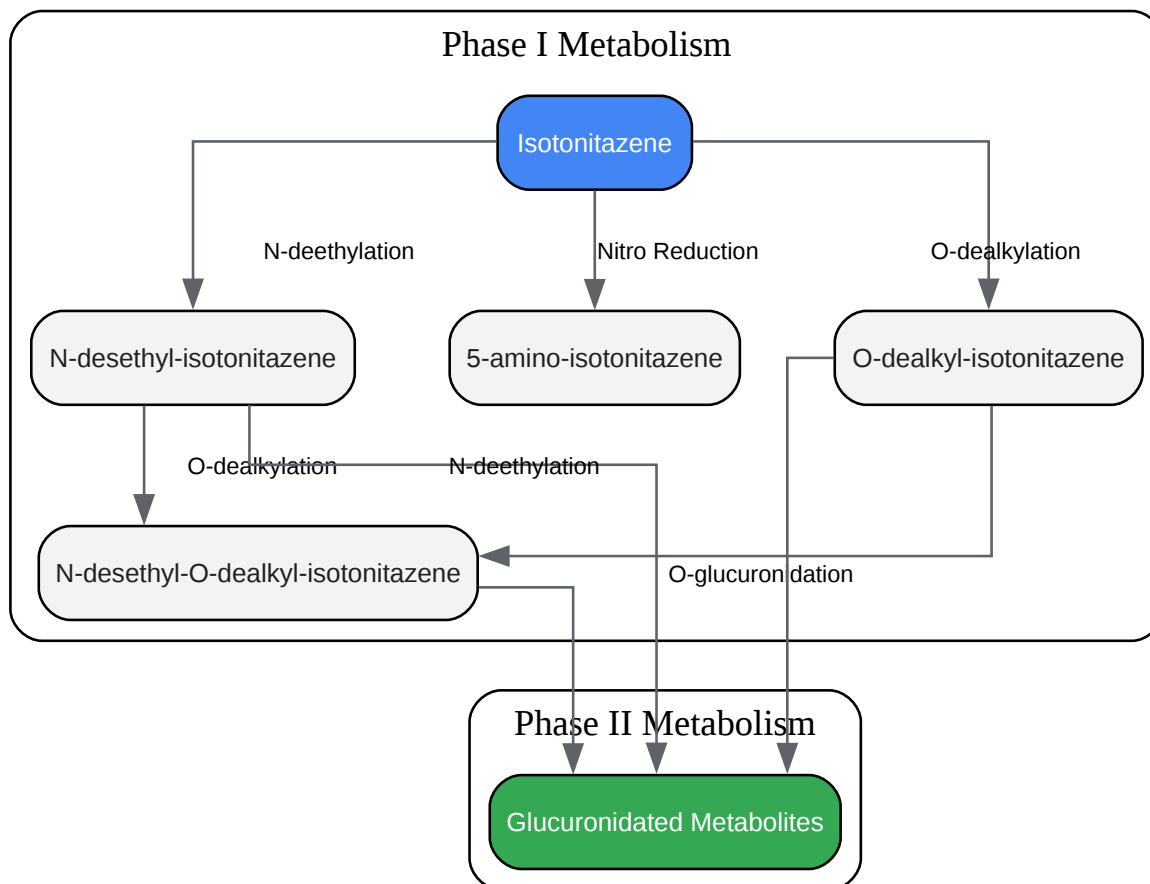 Phase I Metabolism
Isotonitazene
N-deethylation
Nitro Reduction
O-dealkylation
N-desethyl-isotonitazene
5-amino-isotonitazene
O-dealkyl-isotonitazene
O-dealkylation
N-deethylation
N-desethyl-O-dealkyl-isotonitazene
O-glucuronidation
Phase II Metabolism
Glucuronidated Metabolites